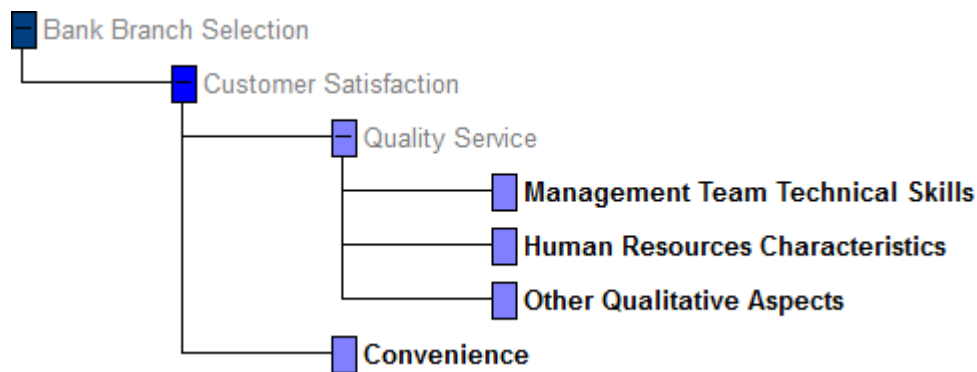 Bank Branch Selection
Customer Satisfaction
Quality Service
Management Team Technical Skills
Human Resources Characteristics
Other Qualitative Aspects
Convenience